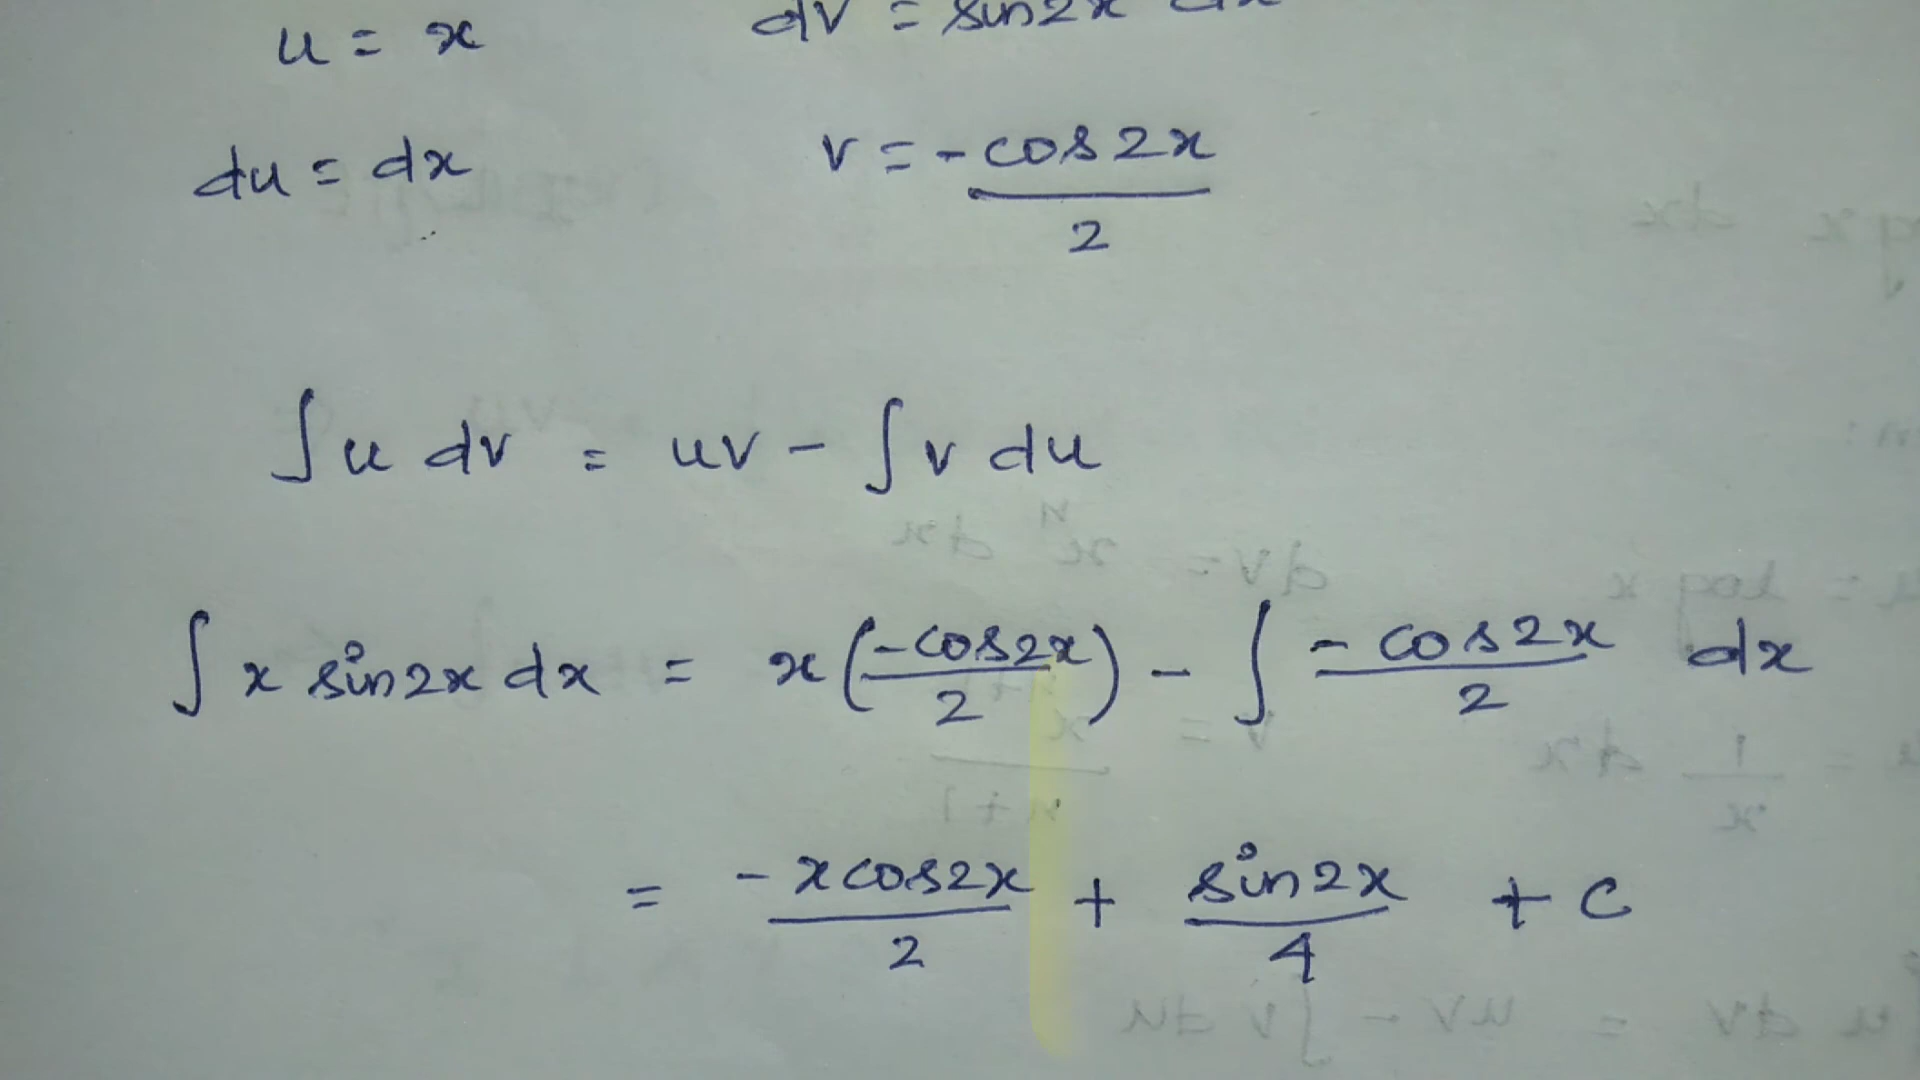 u = x dv = sin2x dx
du = dx v = -cos2x/2
∫u dv = uv - ∫v du
∫x sin2x dx = x(-cos2x/2) - ∫-cos2x/2 dx
= -xcos2x/2 + sin2x/4 + c